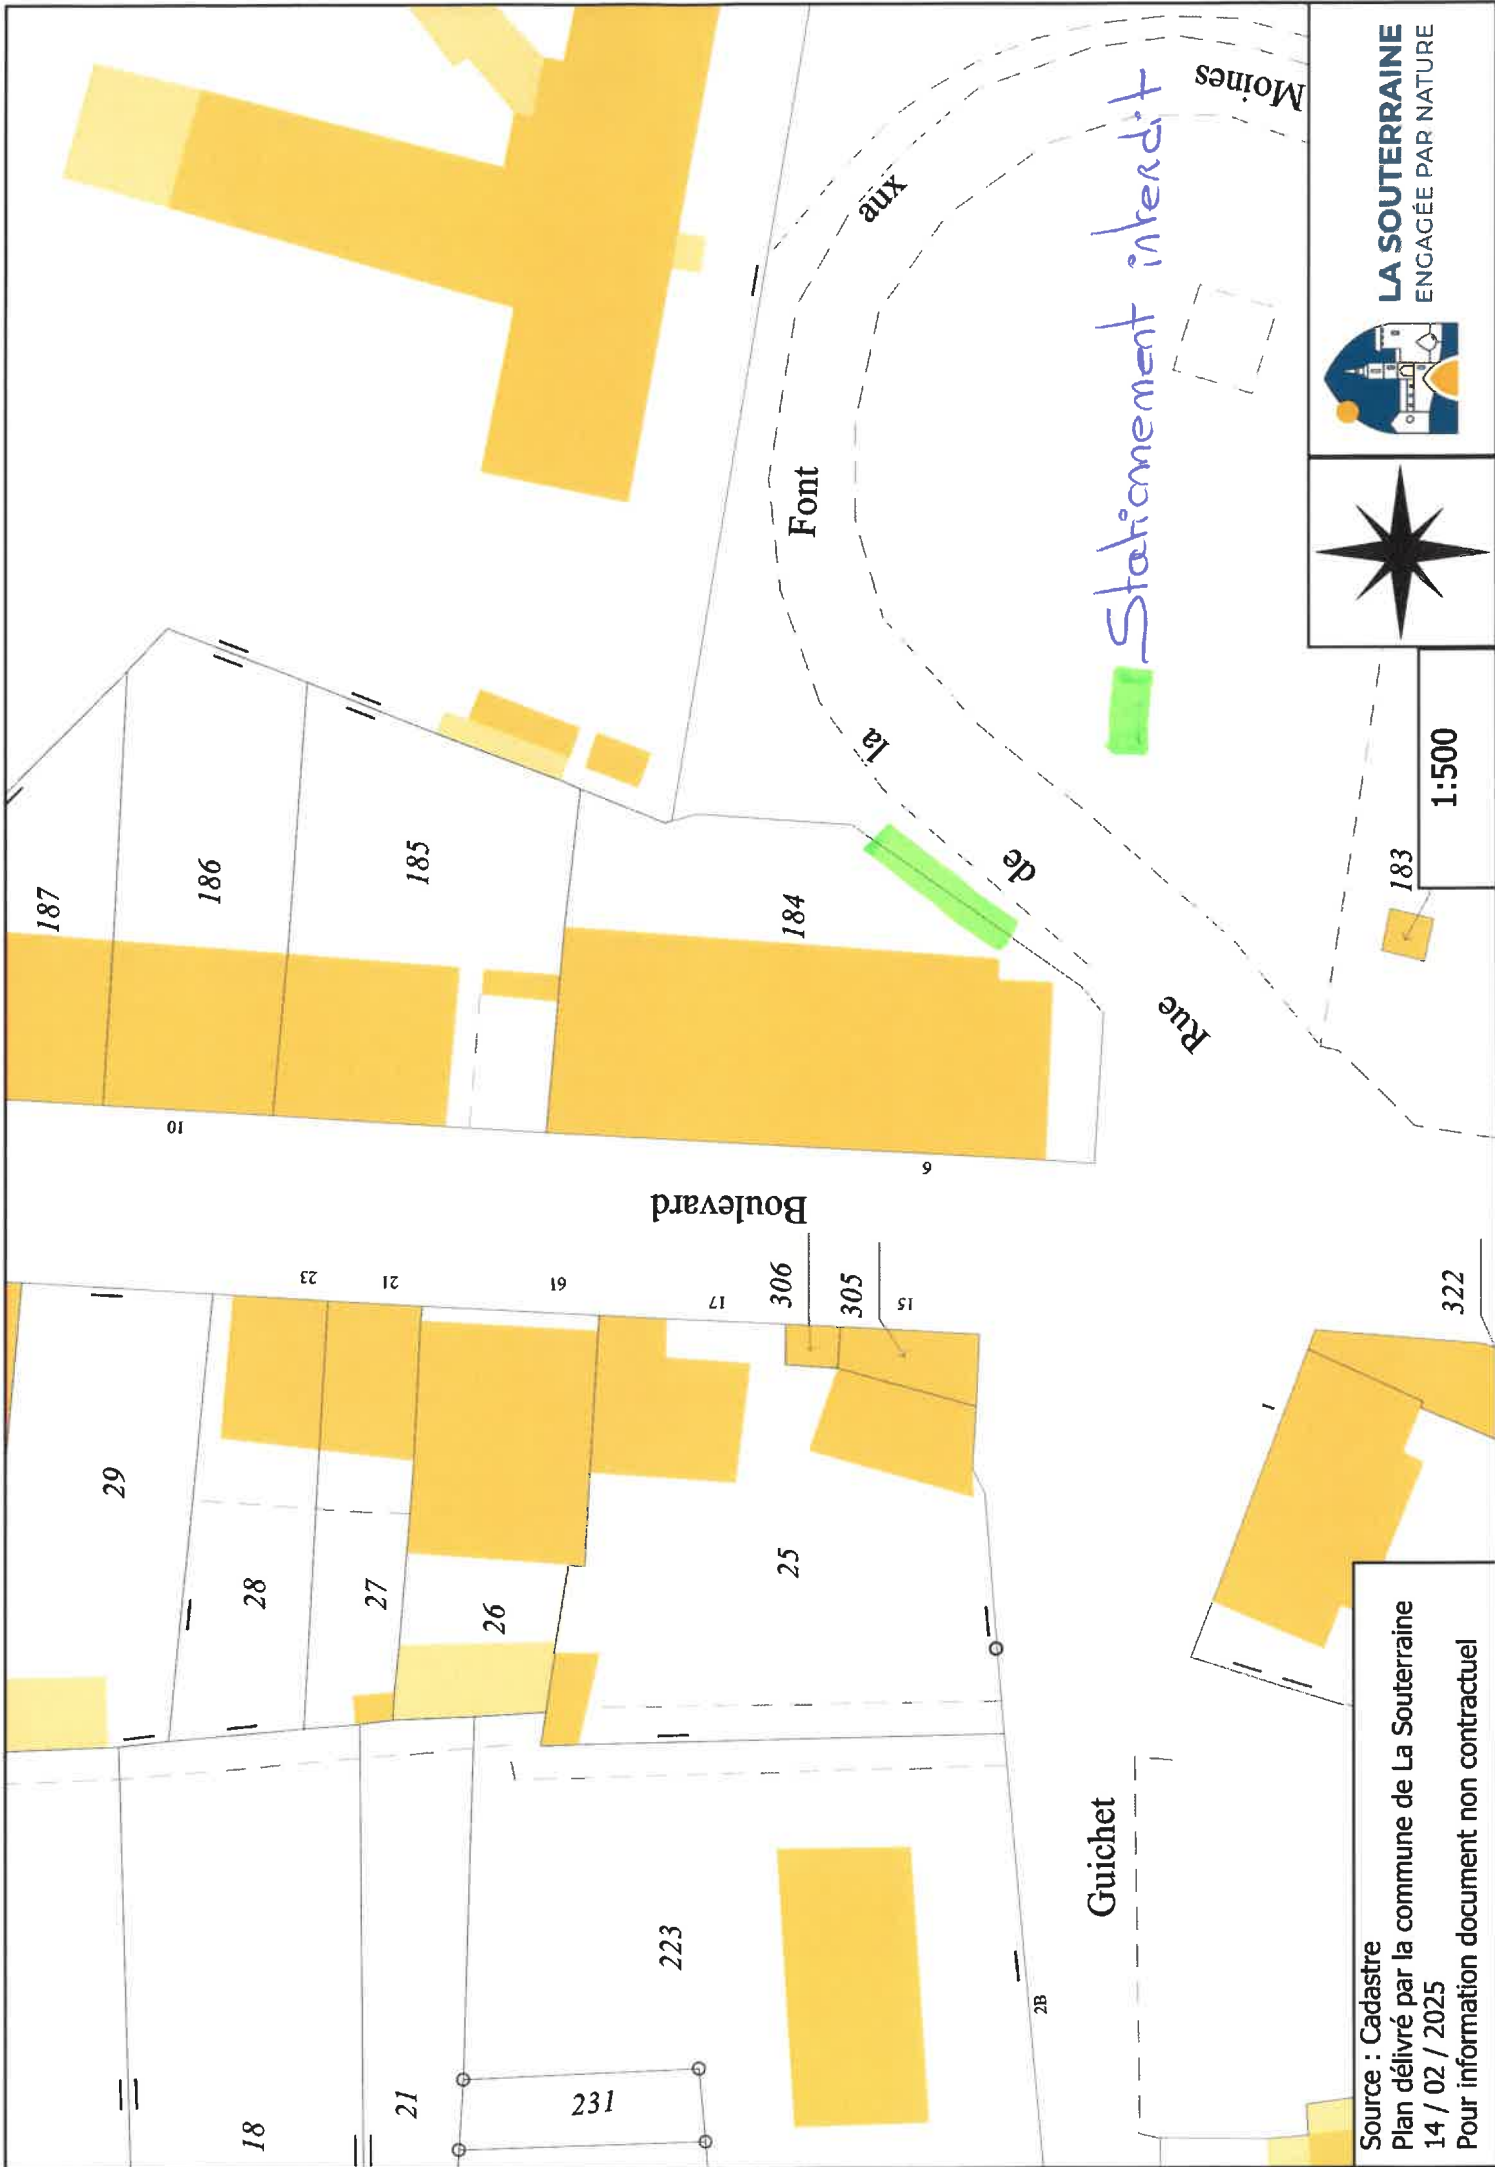 187
186
185
184
10
6
Boulevard
29
28
27
26
25
23
21
19
17
306
305
15
18
21
223
231
2B
Guichet
1
322
183
Rue
de
la
Font
aux
Moines
Stationnement interdit
1:500
LA SOUTERRAINE
ENGAGÉE PAR NATURE
Source : Cadastre
Plan délivré par la commune de La Souterraine
14 / 02 / 2025
Pour information document non contractuel